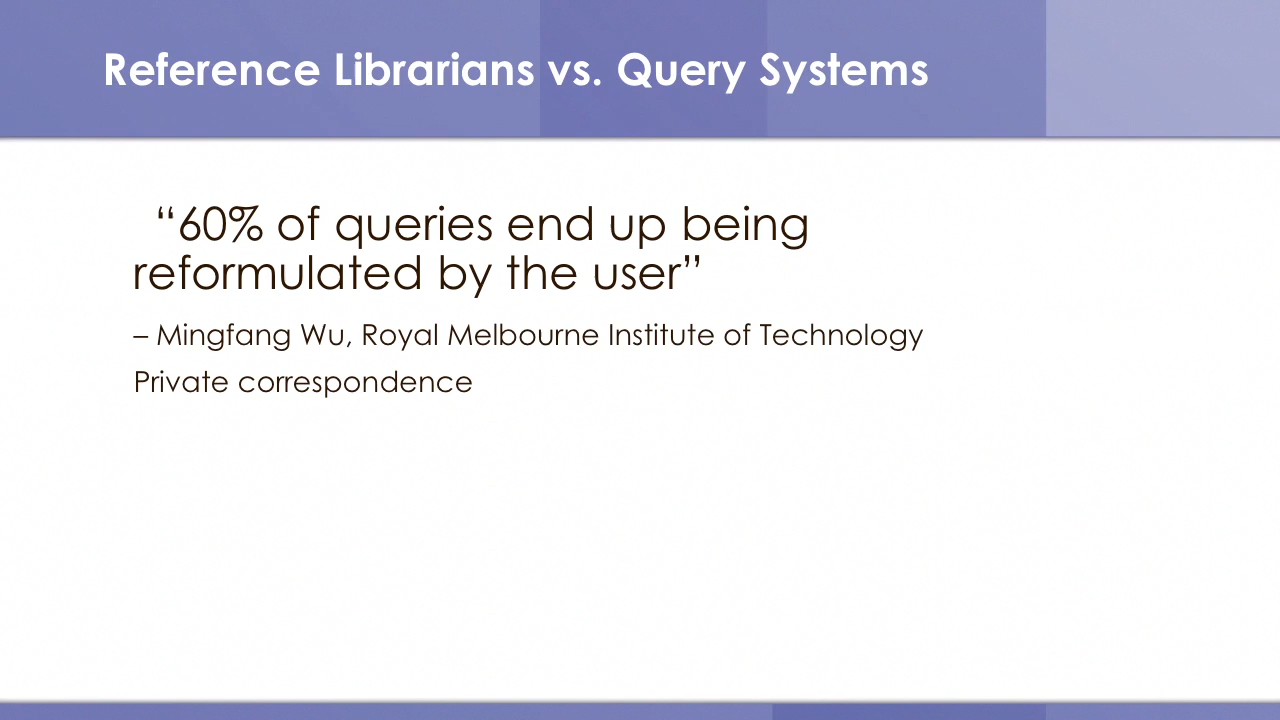 Reference Librarians vs. Query Systems
“60% of queries end up being
reformulated by the user”
– Mingfang Wu, Royal Melbourne Institute of Technology
Private correspondence